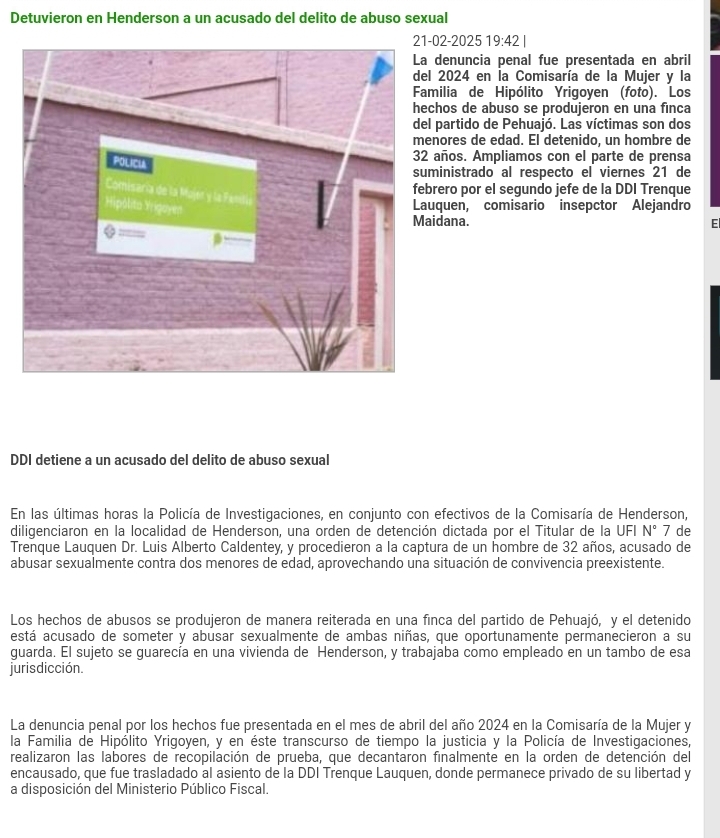 Detuvieron en Henderson a un acusado del delito de abuso sexual
21-02-2025 19:42 |
La denuncia penal fue presentada en abril
del 2024 en la Comisaría de la Mujer y la
Familia de Hipólito Yrigoyen (foto). Los
hechos de abuso se produjeron en una finca
del partido de Pehuajó. Las víctimas son dos
menores de edad. El detenido, un hombre de
32 años. Ampliamos con el parte de prensa
suministrado al respecto el viernes 21 de
febrero por el segundo jefe de la DDI Trenque
Lauquen, comisario insepctor Alejandro
Maidana.
POLICIA
Comisaría de la Mujer y la Familia
Hipólito Yrigoyen
El
DDI detiene a un acusado del delito de abuso sexual
En las últimas horas la Policía de Investigaciones, en conjunto con efectivos de la Comisaría de Henderson,
diligenciaron en la localidad de Henderson, una orden de detención dictada por el Titular de la UFI N° 7 de
Trenque Lauquen Dr. Luis Alberto Caldentey, y procedieron a la captura de un hombre de 32 años, acusado de
abusar sexualmente contra dos menores de edad, aprovechando una situación de convivencia preexistente.
Los hechos de abusos se produjeron de manera reiterada en una finca del partido de Pehuajó, y el detenido
está acusado de someter y abusar sexualmente de ambas niñas, que oportunamente permanecieron a su
guarda. El sujeto se guarecía en una vivienda de Henderson, y trabajaba como empleado en un tambo de esa
jurisdicción.
La denuncia penal por los hechos fue presentada en el mes de abril del año 2024 en la Comisaría de la Mujer y
la Familia de Hipólito Yrigoyen, y en éste transcurso de tiempo la justicia y la Policía de Investigaciones,
realizaron las labores de recopilación de prueba, que decantaron finalmente en la orden de detención del
encausado, que fue trasladado al asiento de la DDI Trenque Lauquen, donde permanece privado de su libertad y
a disposición del Ministerio Público Fiscal.